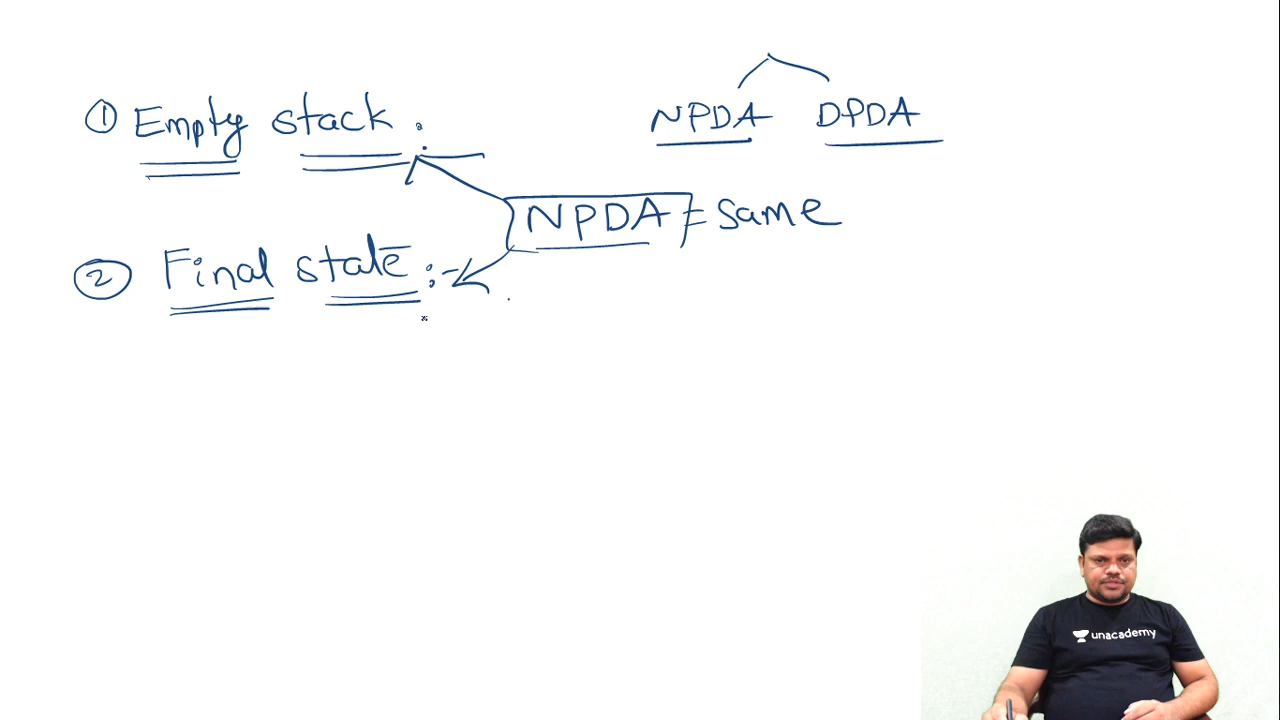 ① Empty stack :
NPDA DPDA
NPDA = same
② Final state :-
unacademy